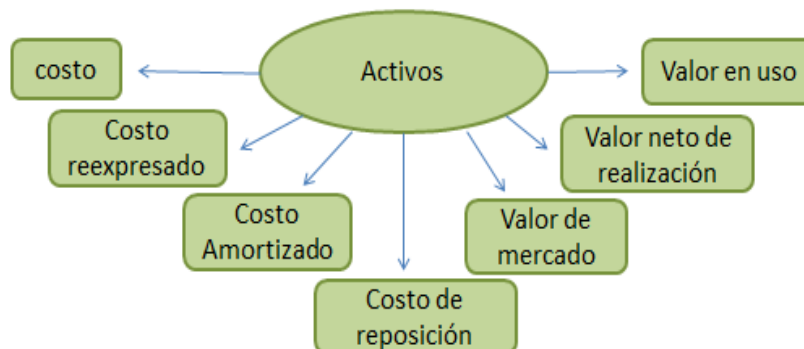 Activos
costo
Valor en uso
Costo
reexpresado
Valor neto de
realización
Costo
Amortizado
Valor de
mercado
Costo de
reposición